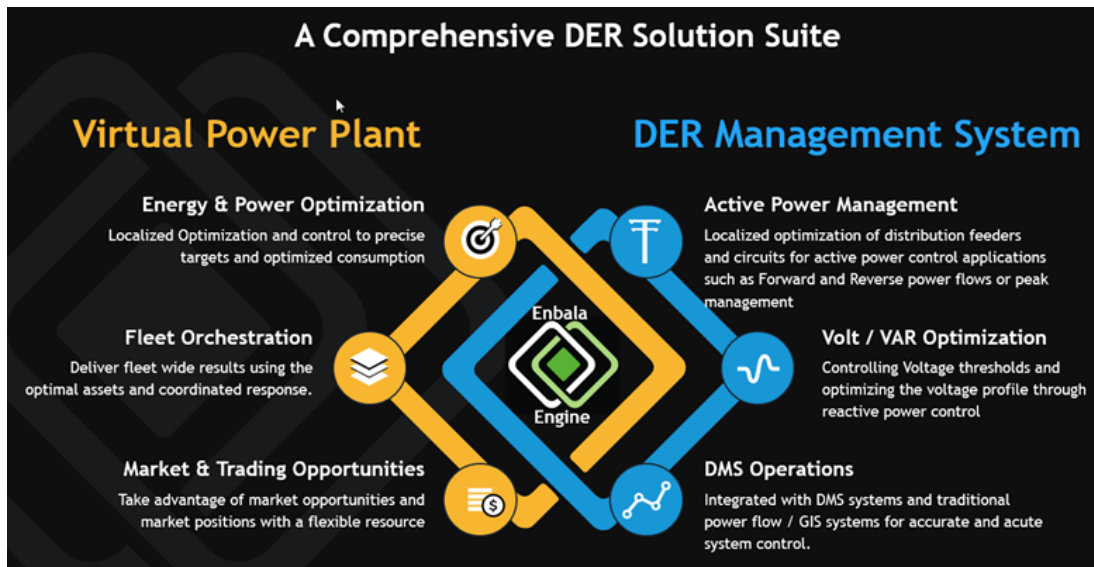 A Comprehensive DER Solution Suite
Virtual Power Plant
Energy & Power Optimization
Localized Optimization and control to precise
targets and optimized consumption
Fleet Orchestration
Deliver fleet wide results using the
optimal assets and coordinated response.
Market & Trading Opportunities
Take advantage of market opportunities and
market positions with a flexible resource
$
Enbala
Engine
DER Management System
Active Power Management
Localized optimization of distribution feeders
and circuits for active power control applications
such as Forward and Reverse power flows or peak
management
Volt / VAR Optimization
Controlling Voltage thresholds and
optimizing the voltage profile through
reactive power control
DMS Operations
Integrated with DMS systems and traditional
power flow / GIS systems for accurate and acute
system control.